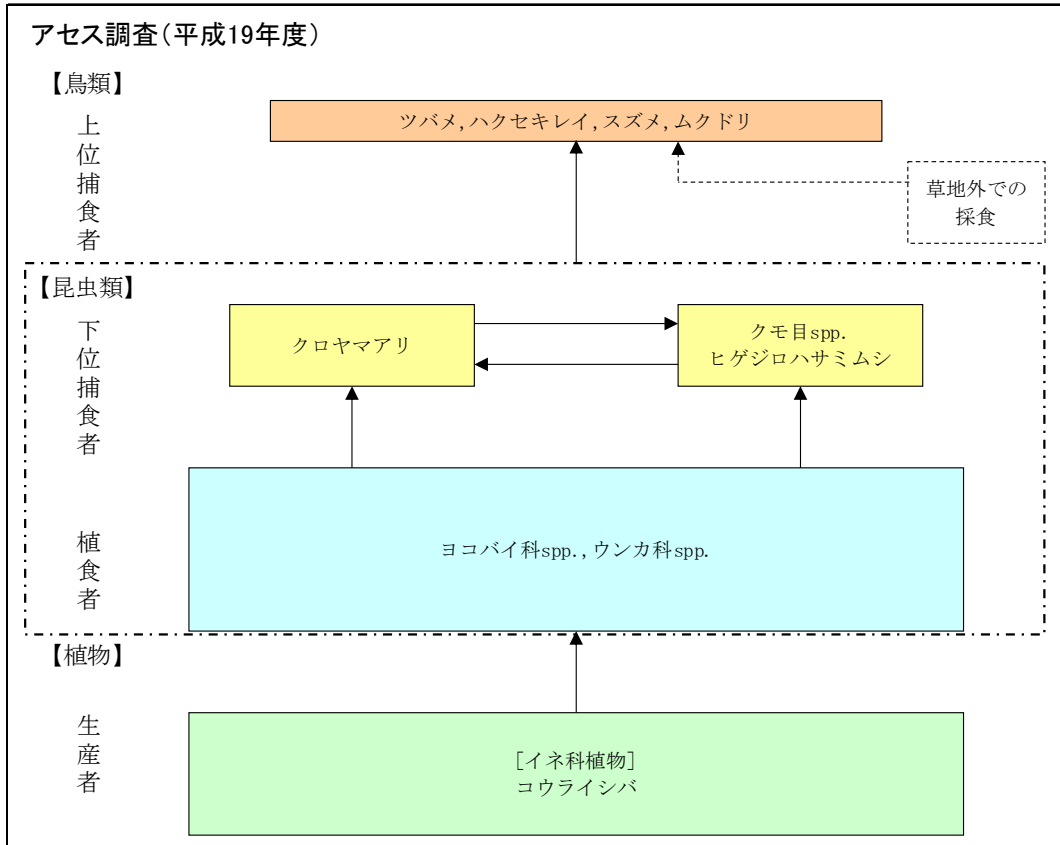 アセス調査（平成19年度）
【鳥類】
上位捕食者
ツバメ,ハクセキレイ,スズメ,ムクドリ
草地外での
採食
【昆虫類】
下位捕食者
クロヤマアリ
クモ目spp.
ヒゲジロハサミムシ
植食者
ヨコバイ科spp.,ウンカ科spp.
【植物】
生産者
[イネ科植物]
コウライシバ